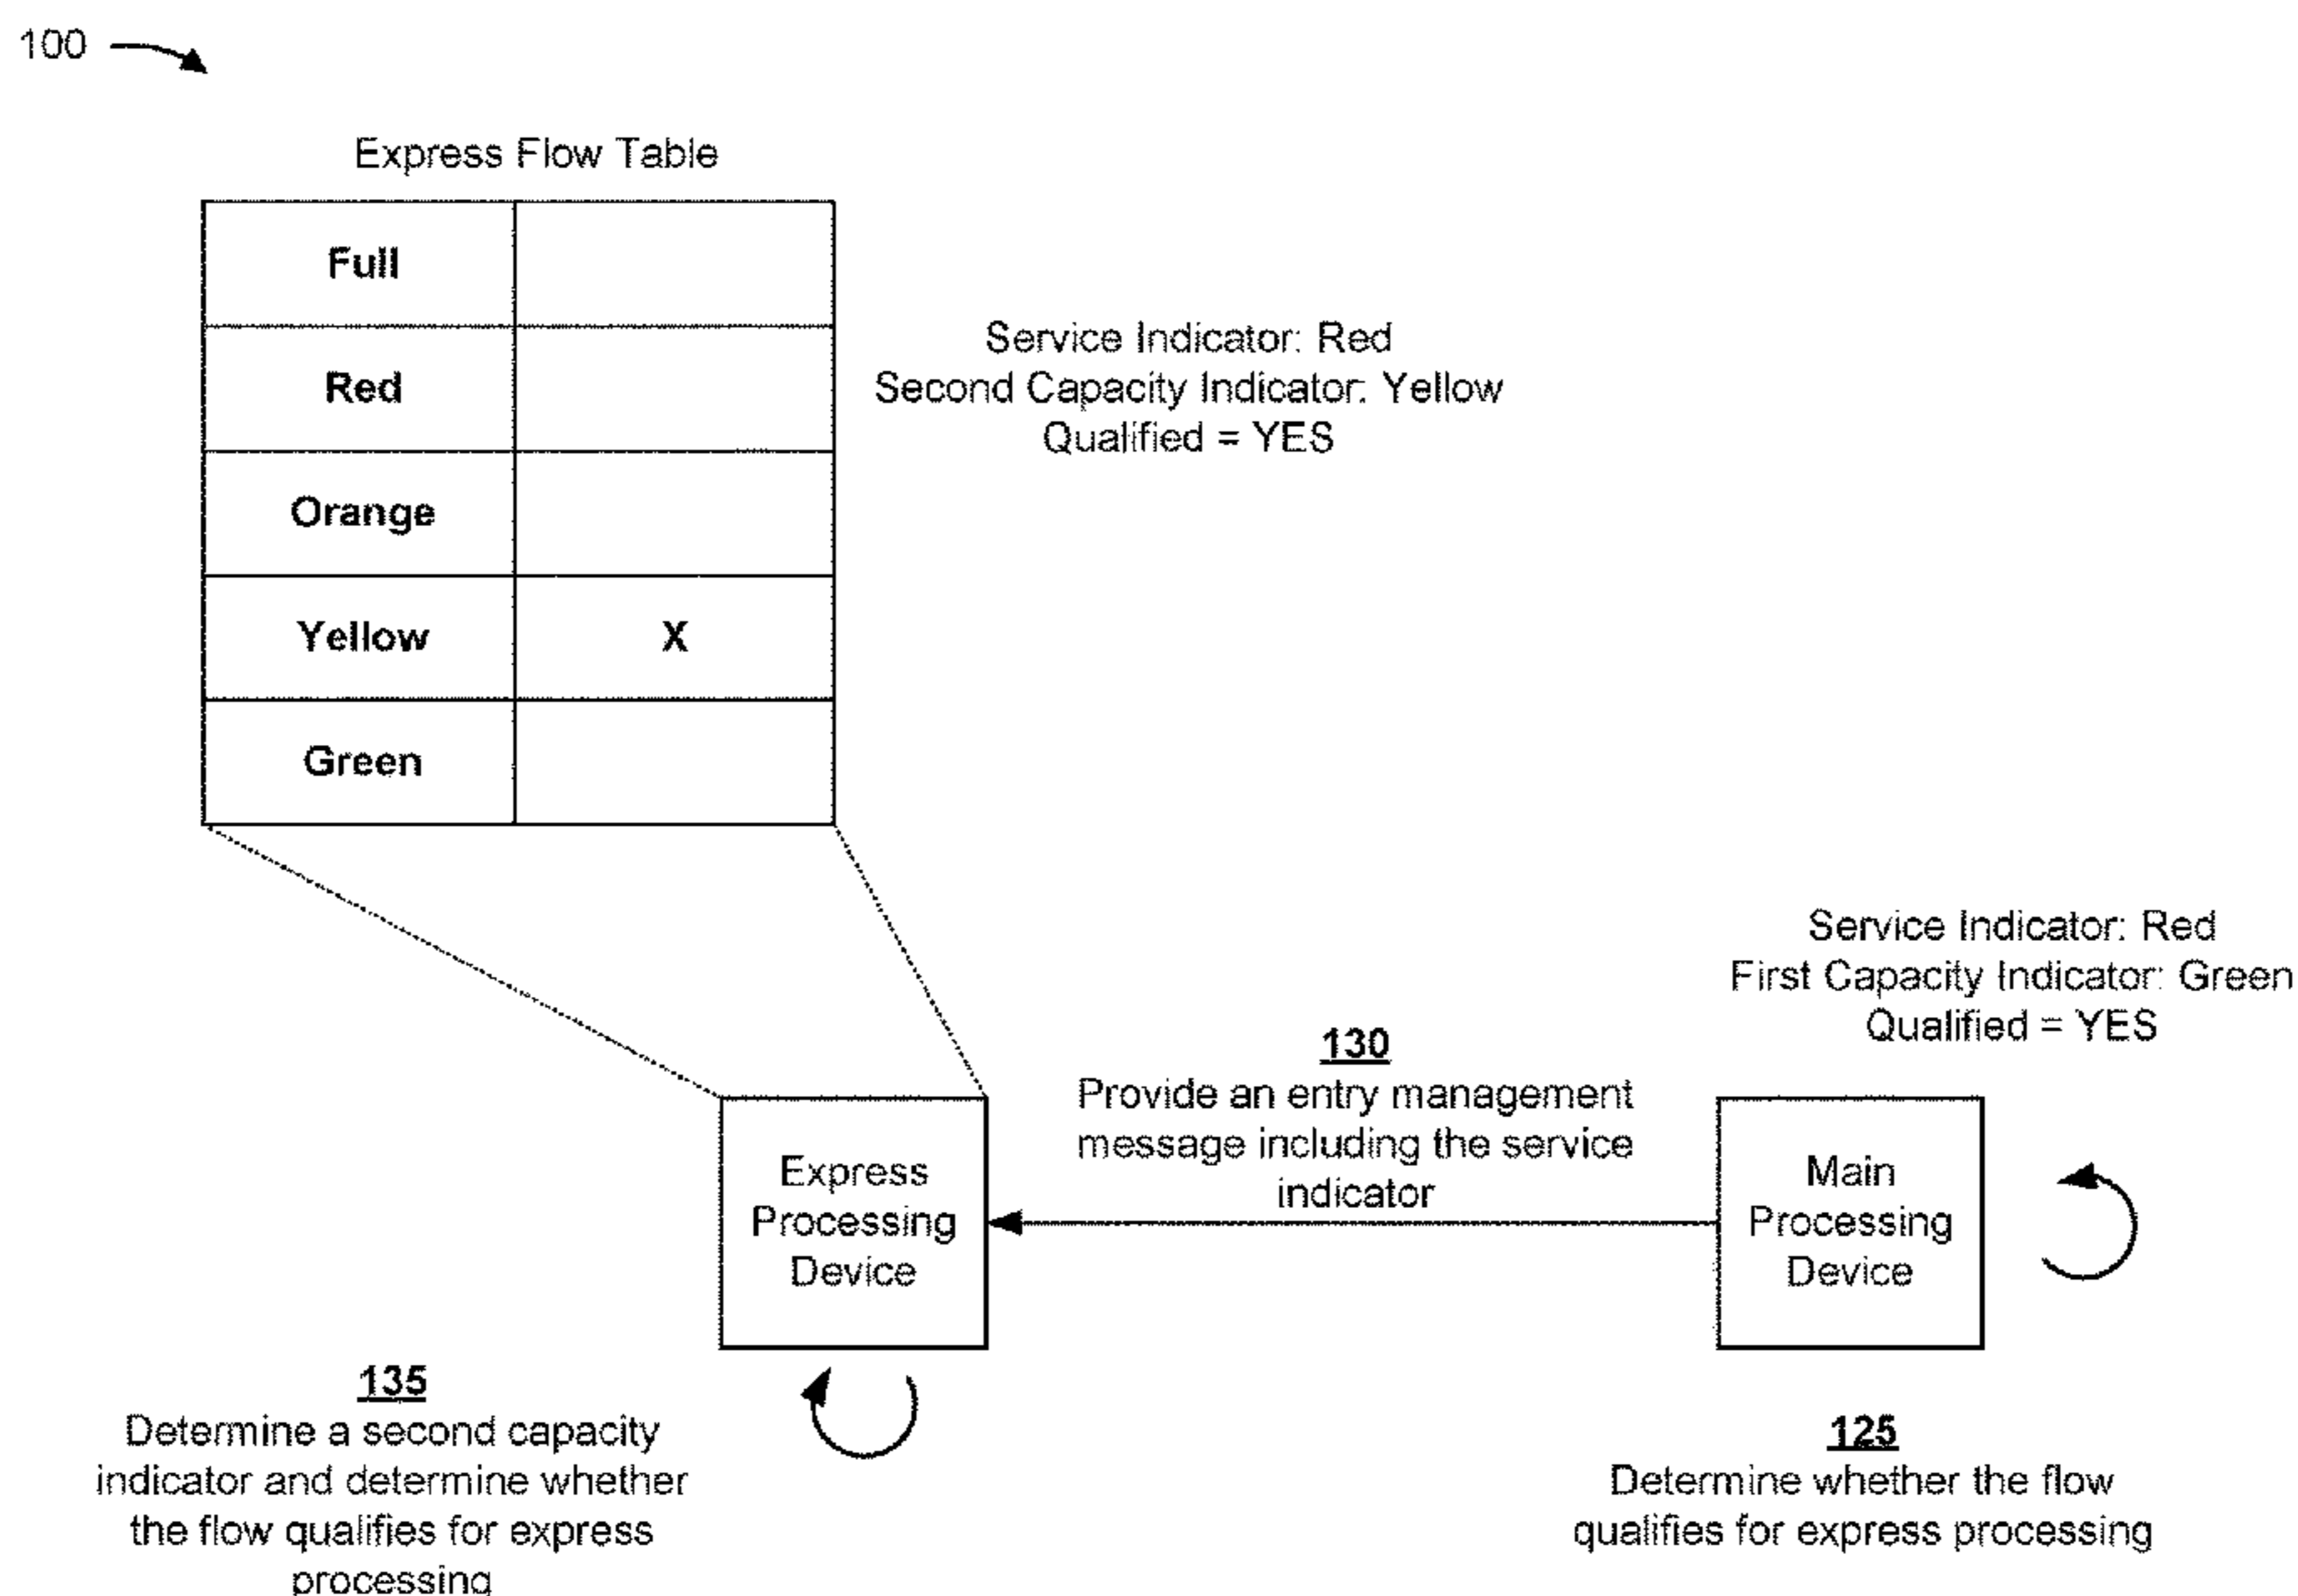 100
Express Flow Table
Full
Red
Orange
Yellow X
Green
Service Indicator: Red
Second Capacity Indicator: Yellow
Qualified = YES
Service Indicator: Red
First Capacity Indicator: Green
Qualified = YES
130
Provide an entry management
message including the service
indicator
Express
Processing
Device
Main
Processing
Device
135
Determine a second capacity
indicator and determine whether
the flow qualifies for express
processing
125
Determine whether the flow
qualifies for express processing